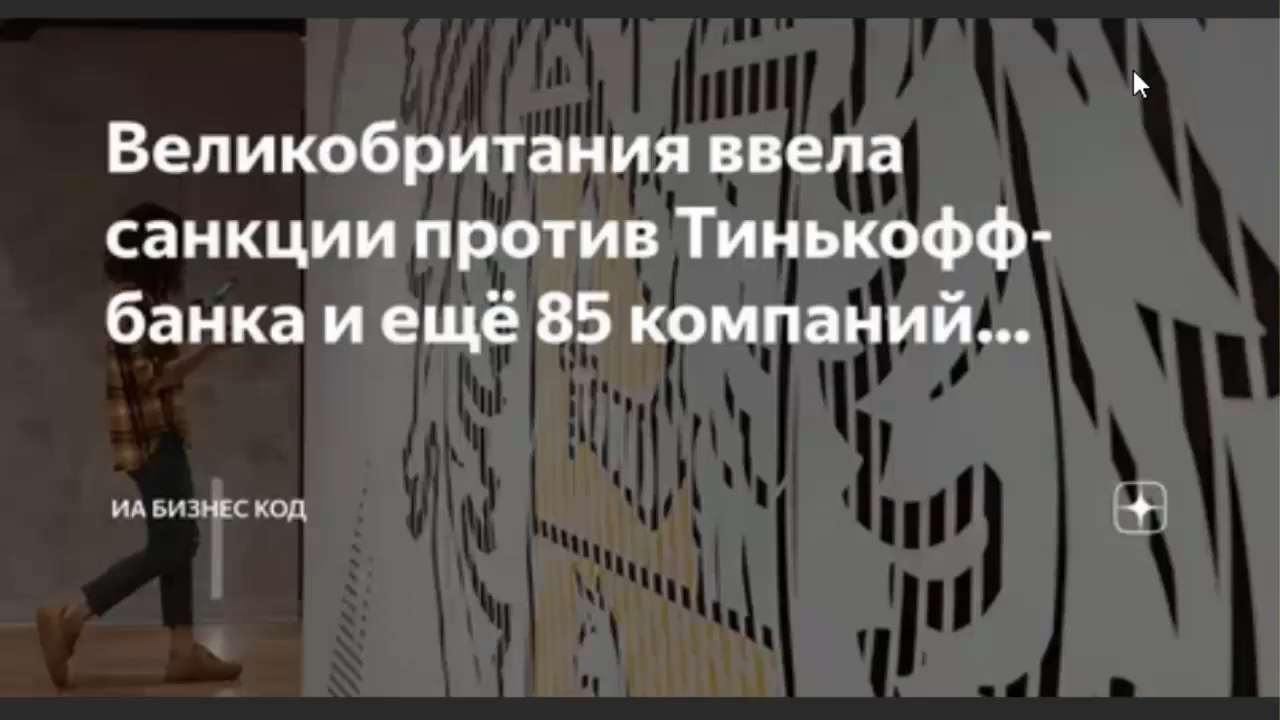 Великобритания ввела
санкции против Тинькофф-
банка и ещё 85 компаний...
ИА БИЗНЕС КОД